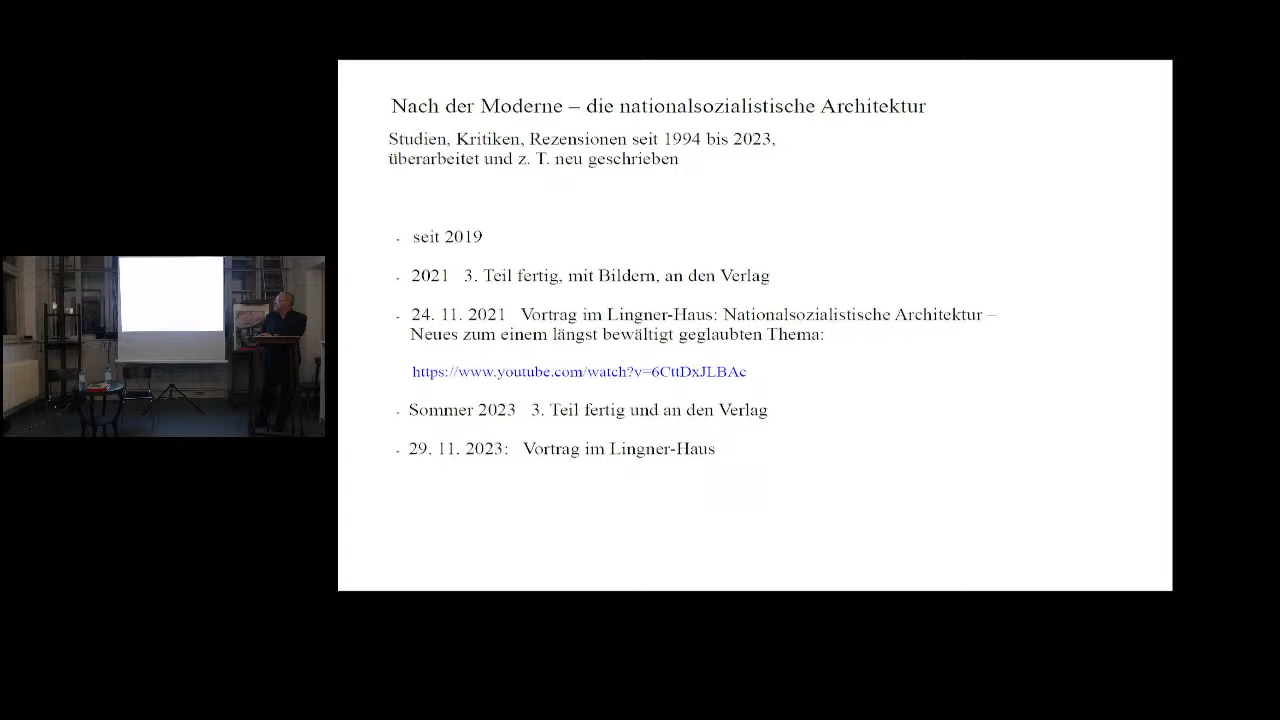 Nach der Moderne – die nationalsozialistische Architektur
Studien, Kritiken, Rezensionen seit 1994 bis 2023,
überarbeitet und z. T. neu geschrieben
- seit 2019
- 2021 3. Teil fertig, mit Bildern, an den Verlag
- 24. 11. 2021 Vortrag im Lingner-Haus: Nationalsozialistische Architektur –
Neues zum einem längst bewältigt geglaubten Thema:
https://www.youtube.com/watch?v=6CttDxJLBAc
- Sommer 2023 3. Teil fertig und an den Verlag
- 29. 11. 2023: Vortrag im Lingner-Haus